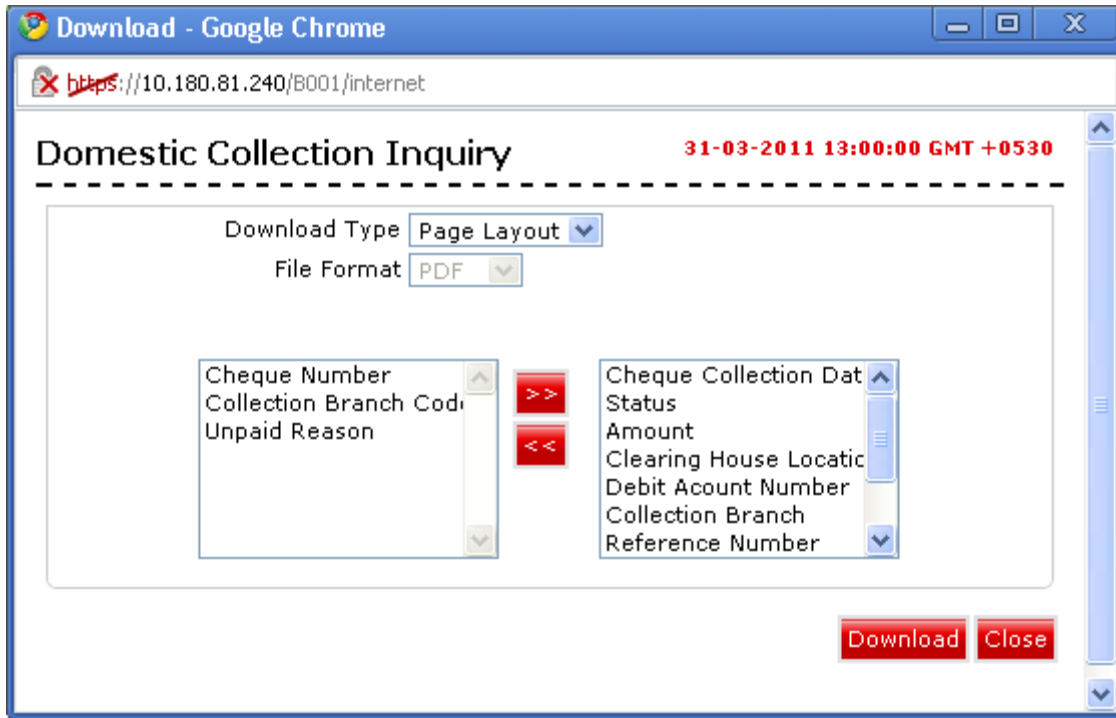 Download - Google Chrome
https://10.180.81.240/B001/internet
Domestic Collection Inquiry
31-03-2011 13:00:00 GMT +0530
Download Type Page Layout
File Format PDF
Cheque Number
Collection Branch Code
Unpaid Reason
>>
<<
Cheque Collection Dat
Status
Amount
Clearing House Locatio
Debit Acount Number
Collection Branch
Reference Number
Download Close